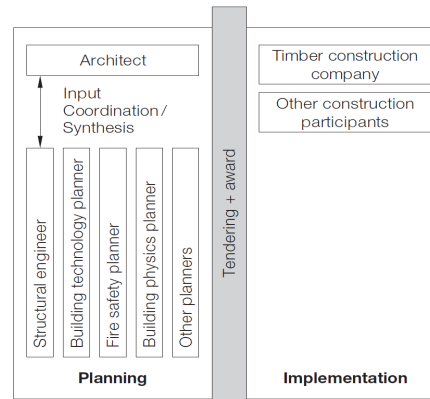 Architect
Input
Coordination/
Synthesis
Structural engineer
Building technology planner
Fire safety planner
Building physics planner
Other planners
Planning
Tendering + award
Timber construction
company
Other construction
participants
Implementation